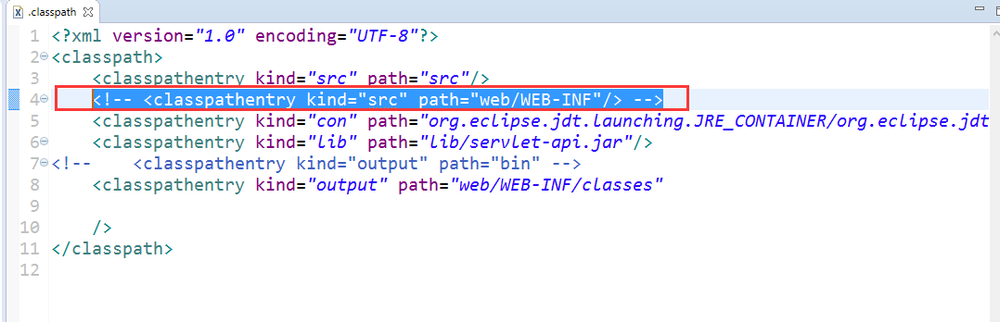 .classpath
1 <?xml version="1.0" encoding="UTF-8"?>
2 <classpath>
3 <classpathentry kind="src" path="src"/>
4 <!-- <classpathentry kind="src" path="web/WEB-INF"/> -->
5 <classpathentry kind="con" path="org.eclipse.jdt.launching.JRE_CONTAINER/org.eclipse.jdt
6 <classpathentry kind="lib" path="lib/servlet-api.jar"/>
7 <!-- <classpathentry kind="output" path="bin" -->
8 <classpathentry kind="output" path="web/WEB-INF/classes"
9
10 />
11 </classpath>
12